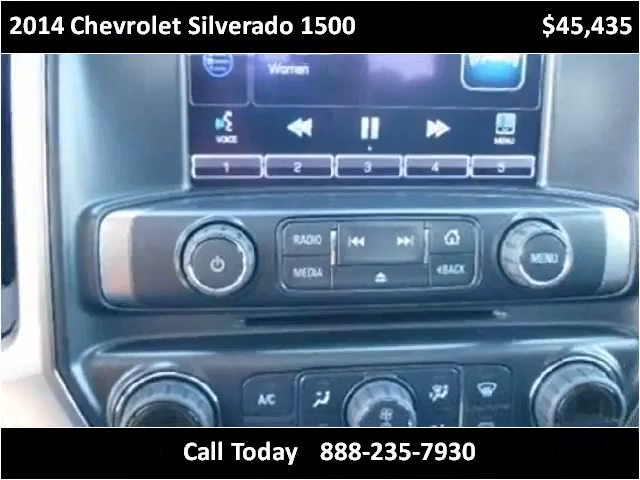 2014 Chevrolet Silverado 1500 $45,435
Women
VOICE MENU
1 2 3 4 5
RADIO
MEDIA BACK
MENU
A/C
Call Today 888-235-7930